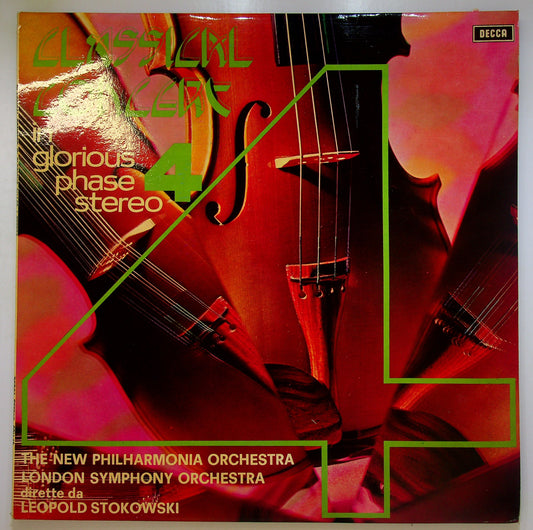 DECCA
CLASSICAL
CONCERT
in
glorious
phase 4
stereo
THE NEW PHILHARMONIA ORCHESTRA
LONDON SYMPHONY ORCHESTRA
dirette da
LEOPOLD STOKOWSKI